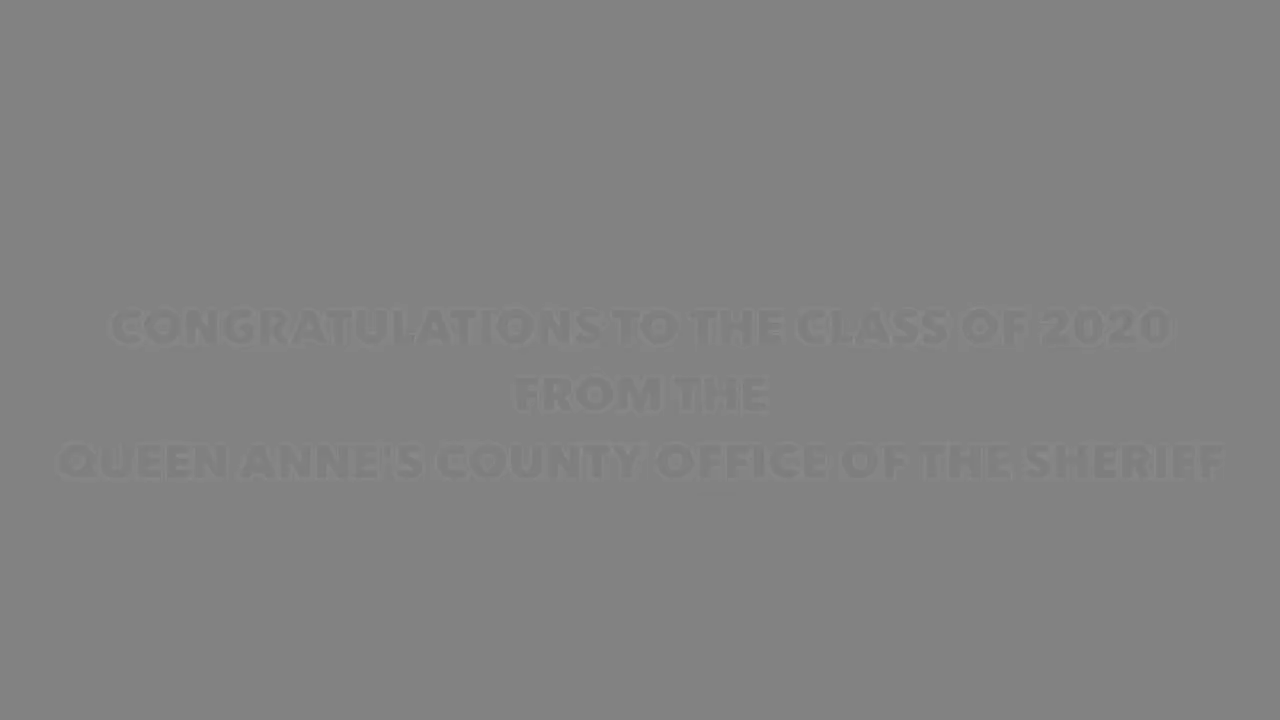 CONGRATULATIONS TO THE CLASS OF 2020
FROM THE
QUEEN ANNE'S COUNTY OFFICE OF THE SHERIFF